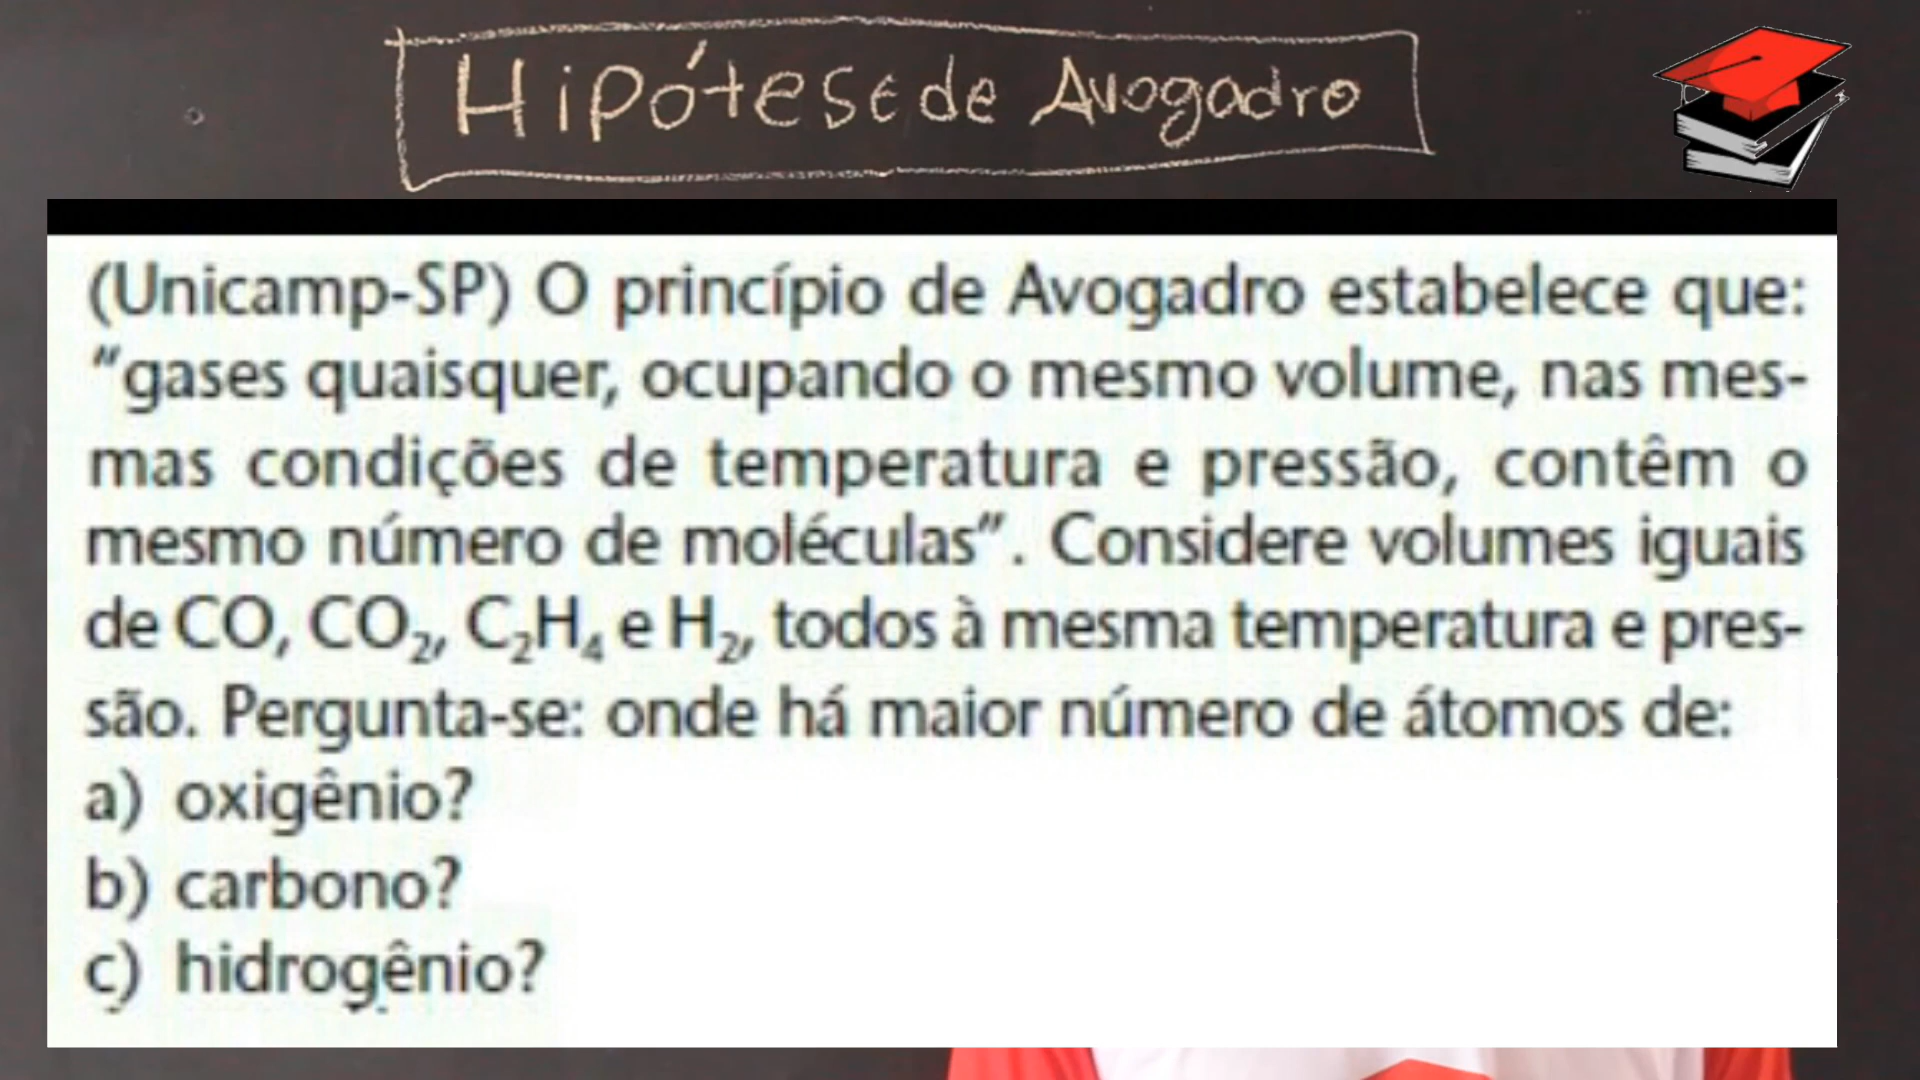 Hipótese de Avogadro
(Unicamp-SP) O princípio de Avogadro estabelece que:
“gases quaisquer, ocupando o mesmo volume, nas mes-
mas condições de temperatura e pressão, contêm o
mesmo número de moléculas”. Considere volumes iguais
de CO, CO₂, C₂H₄ e H₂, todos à mesma temperatura e pres-
são. Pergunta-se: onde há maior número de átomos de:
a) oxigênio?
b) carbono?
c) hidrogênio?